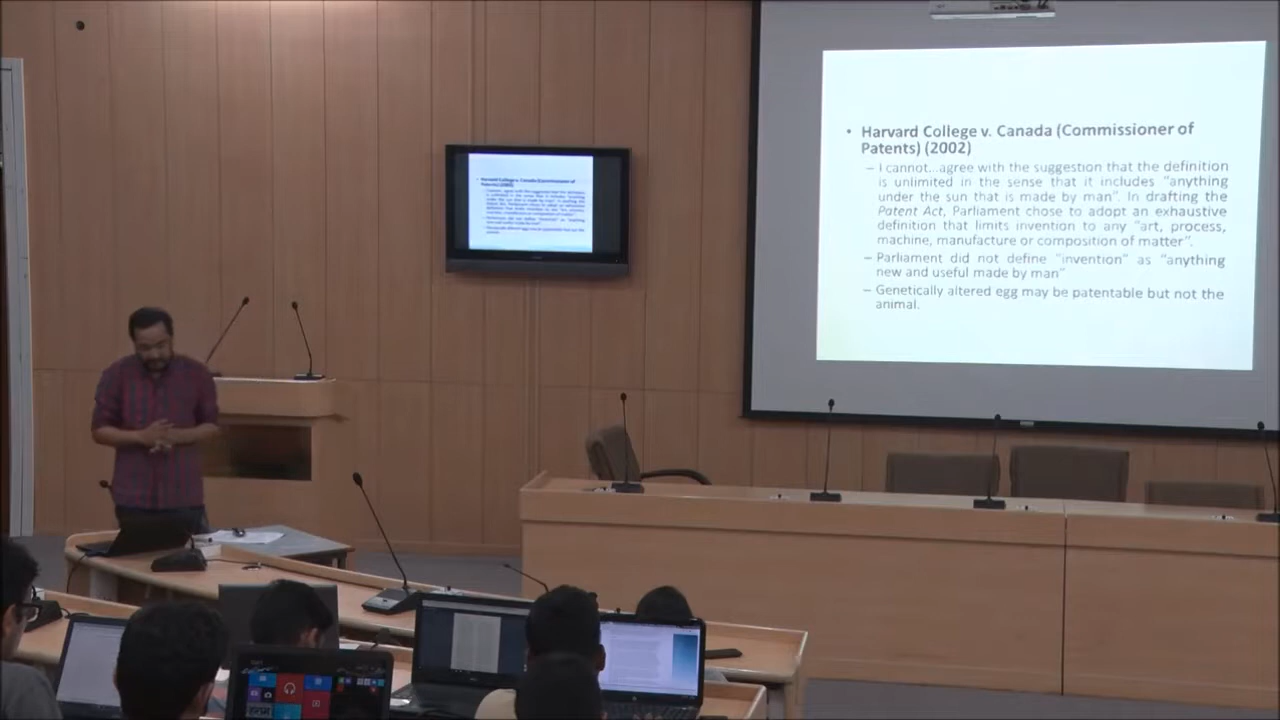 • Harvard College v. Canada (Commissioner of
Patents) (2002)
– I cannot…agree with the suggestion that the definition
is unlimited in the sense that it includes "anything
under the sun that is made by man". In drafting the
Patent Act, Parliament chose to adopt an exhaustive
definition that limits invention to any "art, process,
machine, manufacture or composition of matter".
– Parliament did not define "invention" as "anything
new and useful made by man"
– Genetically altered egg may be patentable but not the
animal.